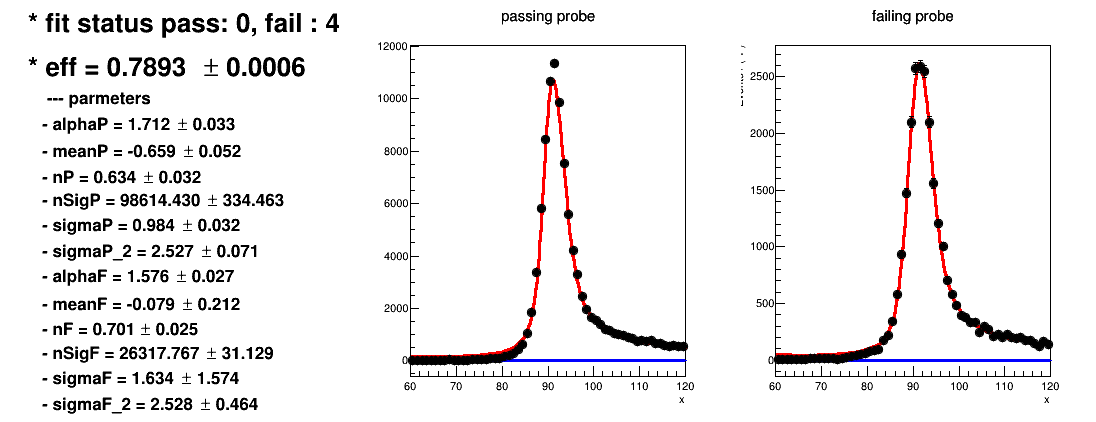 * fit status pass: 0, fail : 4
* eff = 0.7893 ± 0.0006
--- parmeters
- alphaP = 1.712 ± 0.033
- meanP = -0.659 ± 0.052
- nP = 0.634 ± 0.032
- nSigP = 98614.430 ± 334.463
- sigmaP = 0.984 ± 0.032
- sigmaP_2 = 2.527 ± 0.071
- alphaF = 1.576 ± 0.027
- meanF = -0.079 ± 0.212
- nF = 0.701 ± 0.025
- nSigF = 26317.767 ± 31.129
- sigmaF = 1.634 ± 1.574
- sigmaF_2 = 2.528 ± 0.464
passing probe
12000
10000
8000
6000
4000
2000
0
60 70 80 90 100 110 120
x
failing probe
2500
2000
1500
1000
500
0
60 70 80 90 100 110 120
x